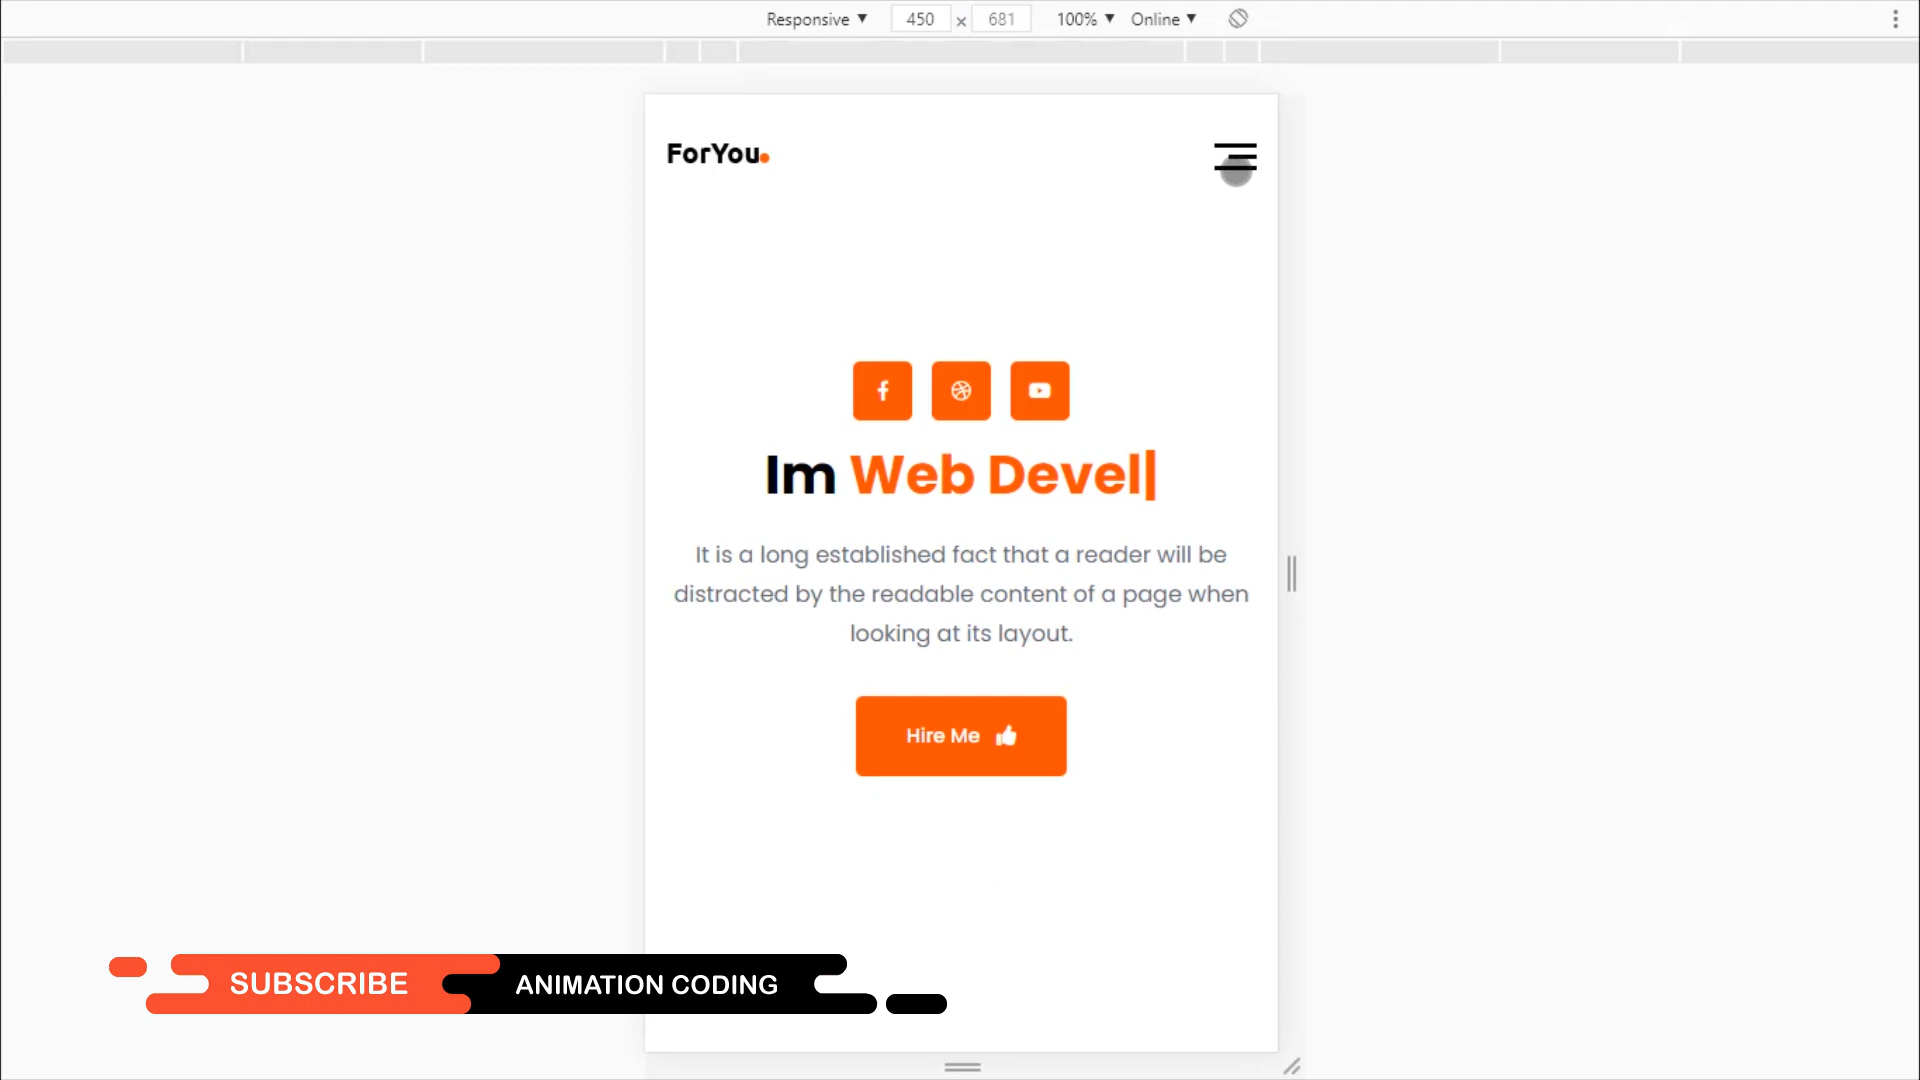 Responsive ▼ 450 × 681 100% ▼ Online ▼
ForYou.
Im Web Devel|
It is a long established fact that a reader will be
distracted by the readable content of a page when
looking at its layout.
Hire Me
SUBSCRIBE ANIMATION CODING